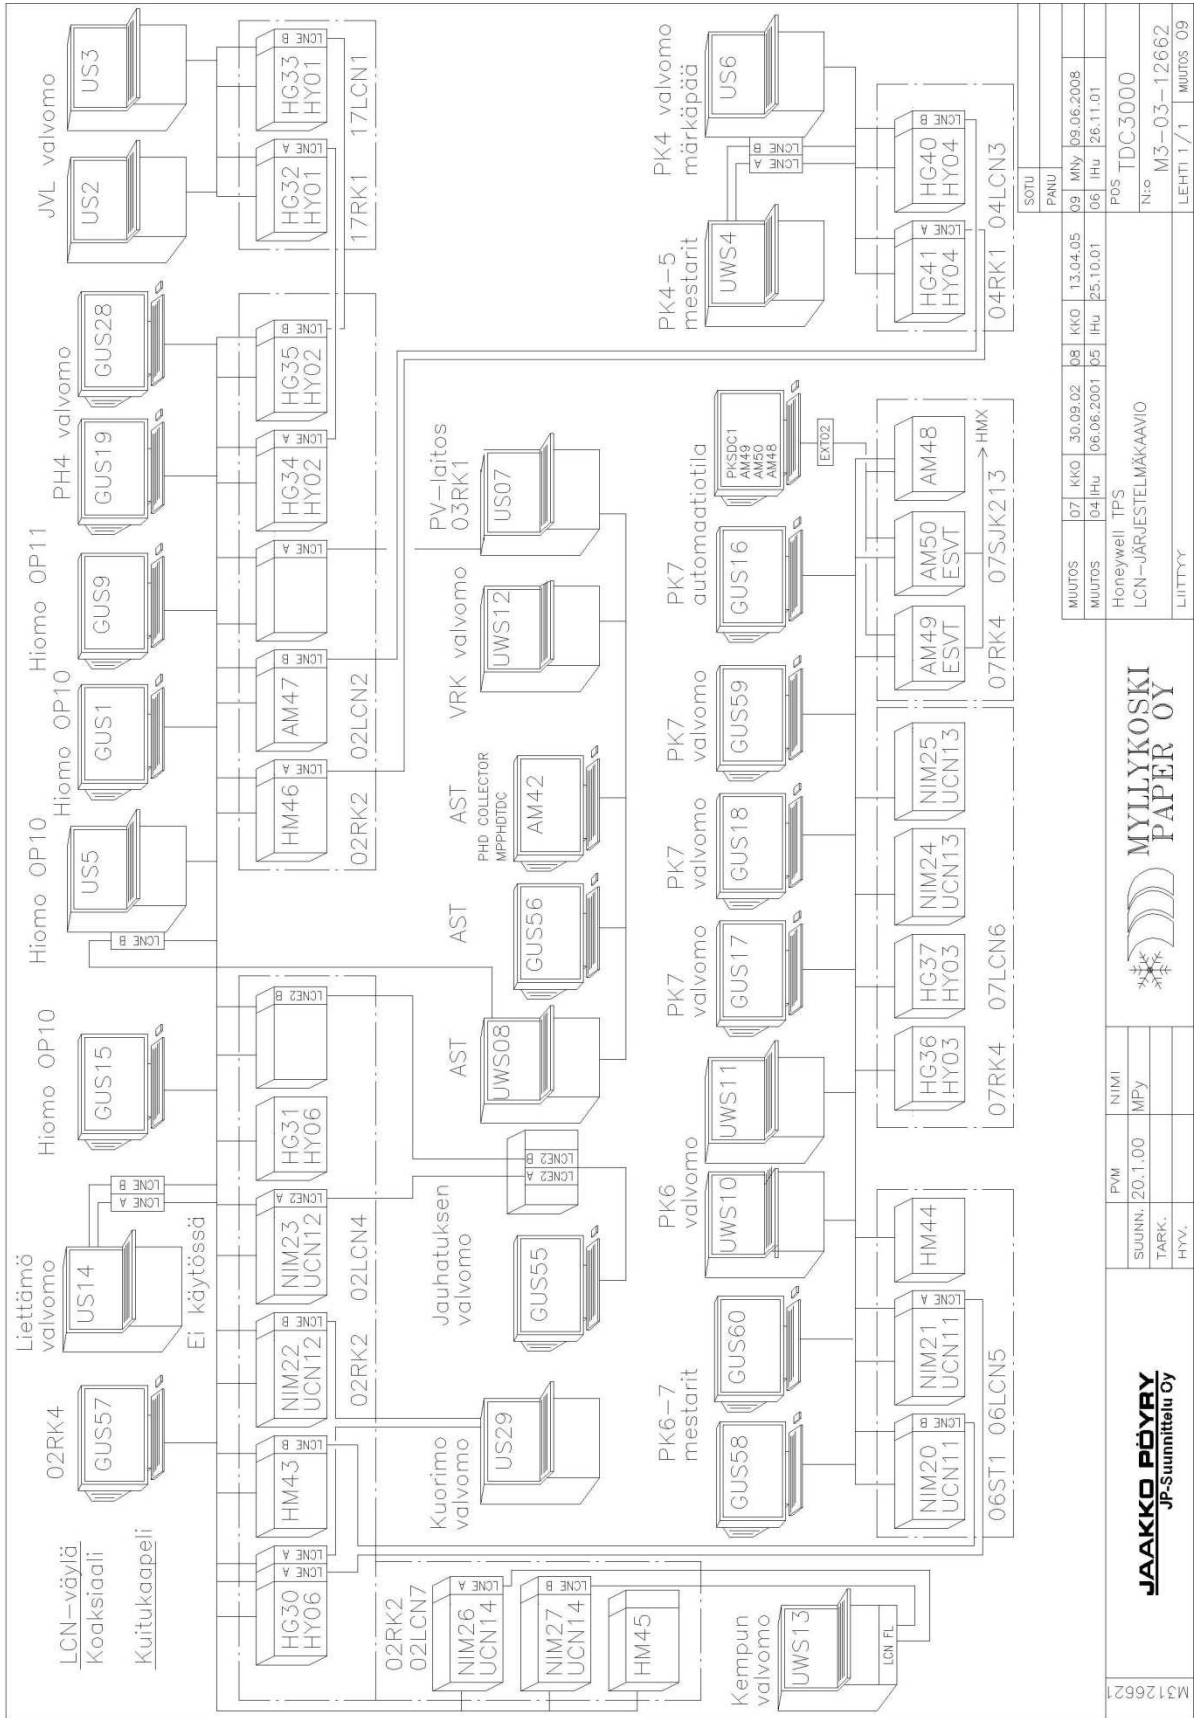 LCN-väylä
Koaksiaali
Kuitukaapeli
02RK4
GUS57
Liettämö
valvomo
US14
Ei käytössä
LCNE A
LCNE B
Hiomo OP10
GUS15
Hiomo OP10
US5
LCNE B
Hiomo OP10
GUS1
Hiomo OP11
GUS9
PH4 valvomo
GUS19
GUS28
JVL valvomo
US2
US3
HG30
HY06
LCNE A
LCNE A
HM43
LCNE B
NIM22
UCN12
LCNE B
NIM23
UCN12
LCNE2 A
HG31
HY06
LCNE2 B
02RK2
02LCN4
HM46
LCNE A
AM47
LCNE B
LCNE A
HG34
HY02
LCNE A
HG35
HY02
LCNE B
02RK2
02LCN2
HG32
HY01
LCNE A
HG33
HY01
LCNE B
17RK1
17LCN1
02RK2
02LCN7
NIM26
UCN14
LCNE A
NIM27
UCN14
LCNE B
HM45
Kuorimo
valvomo
US29
Jauhatuksen
valvomo
GUS55
LCNE2 A
LCNE2 B
AST
UWS08
AST
GUS56
AST
PHD COLLECTOR
MPPHDTDC
AM42
VRK valvomo
UWS12
PV-laitos
03RK1
US07
PK4-5
mestarit
UWS4
LCNE A
LCNE B
PK4 valvomo
märkäpää
US6
HG41
HY04
LCNE A
HG40
HY04
LCNE B
04RK1
04LCN3
Kempun
valvomo
UWS13
LCN FL
PK6-7
mestarit
GUS58
GUS60
PK6
valvomo
UWS10
UWS11
PK7
valvomo
GUS17
PK7
valvomo
GUS18
PK7
valvomo
GUS59
PK7
automaatiotila
GUS16
PKSDC1
AM49
AM50
AM48
EXT02
NIM20
UCN11
LCNE B
NIM21
UCN11
LCNE A
HM44
06ST1
06LCN5
HG36
HY03
HG37
HY03
NIM24
UCN13
NIM25
UCN13
07RK4
07LCN6
AM49
ESVT
AM50
ESVT
AM48
HMX
07RK4
07SJK213
SOTU
PANU
MUUTOS 07 KKO 30.09.02 08 KKO 13.04.05 09 MNy 09.06.2008
MUUTOS 04 IHu 06.06.2001 05 IHu 25.10.01 06 IHu 26.11.01
JAAKKO PÖYRY
JP-Suunnittelu Oy
PVM NIMI
SUUNN. 20.1.00 MPy
TARK.
HYV.
MYLLYKOSKI
PAPER OY
Honeywell TPS
LCN-JÄRJESTELMÄKAAVIO
LIITTYY
POS TDC3000
N:o M3-03-12662
LEHTI 1/1 MUUTOS 09
M3126621